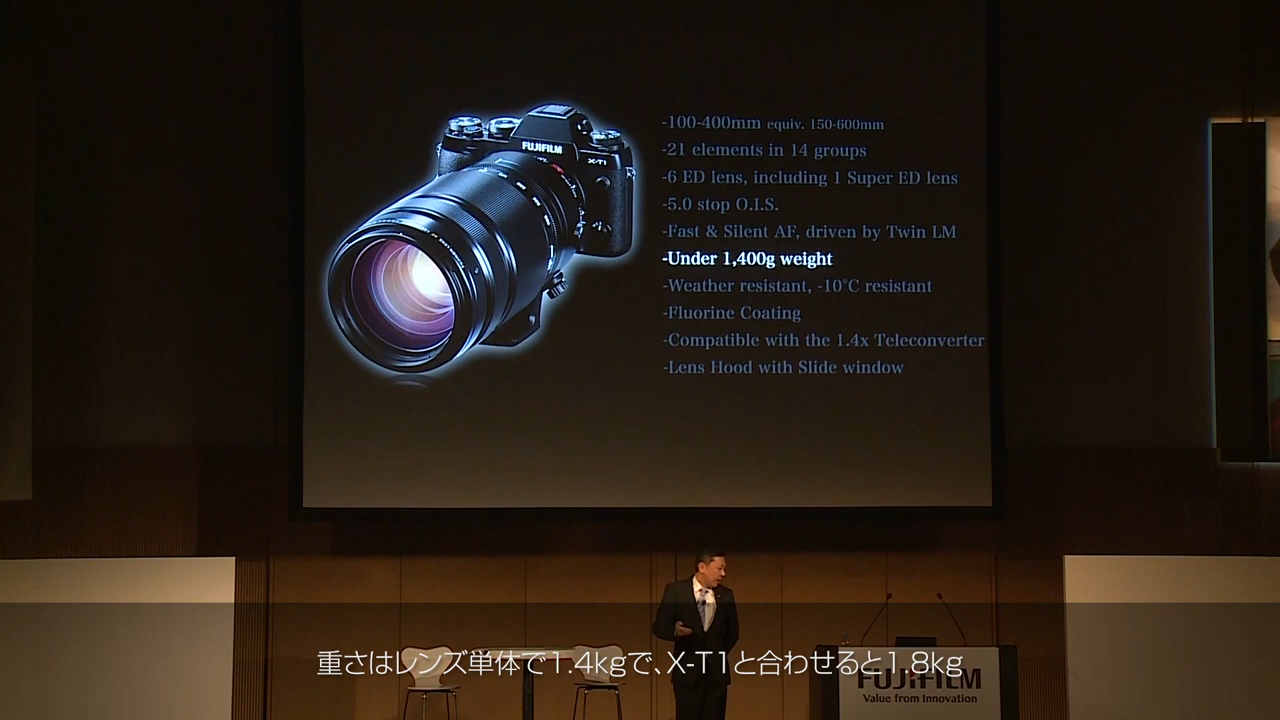 FUJIFILM
X-T1
-100-400mm equiv. 150-600mm
-21 elements in 14 groups
-6 ED lens, including 1 Super ED lens
-5.0 stop O.I.S.
-Fast & Silent AF, driven by Twin LM
-Under 1,400g weight
-Weather resistant, -10°C resistant
-Fluorine Coating
-Compatible with the 1.4x Teleconverter
-Lens Hood with Slide window
重さはレンズ単体で1.4kgで、X-T1と合わせると1.8kg
FUJIFILM
Value from Innovation